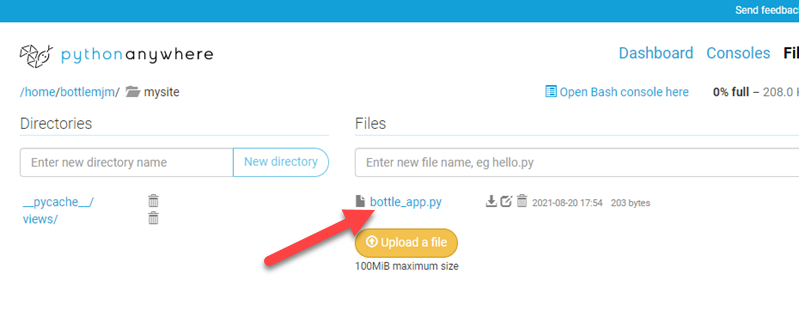 Send feedbac
pythonanywhere
Dashboard Consoles Fil
/home/bottlemjm/ mysite
Open Bash console here 0% full – 208.0 K
Directories
Files
Enter new directory name New directory
Enter new file name, eg hello.py
__pycache__/
views/
bottle_app.py 2021-08-20 17:54 203 bytes
Upload a file
100MiB maximum size